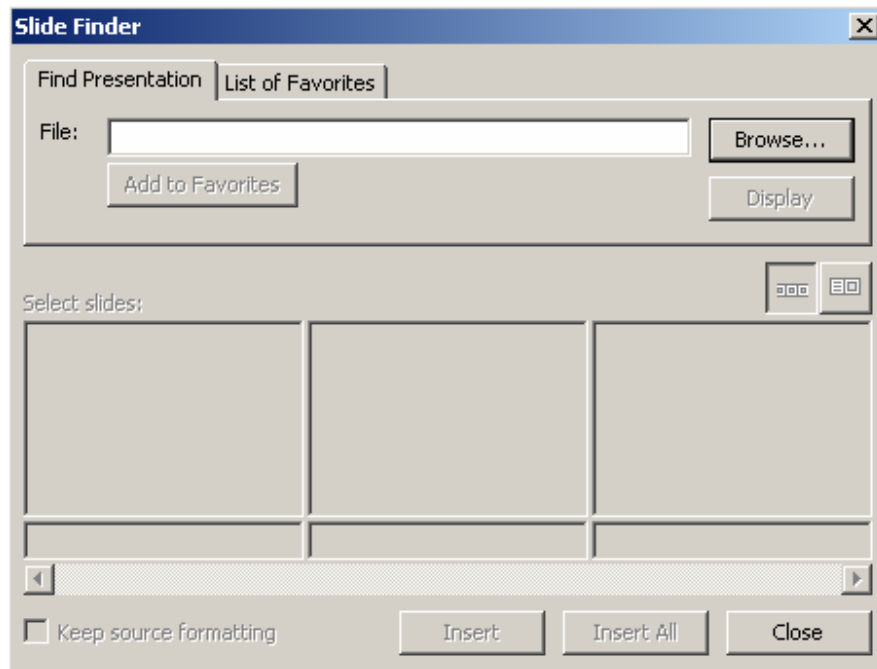 Slide Finder
Find Presentation List of Favorites
File: Browse...
Add to Favorites Display
Select slides:
Keep source formatting Insert Insert All Close